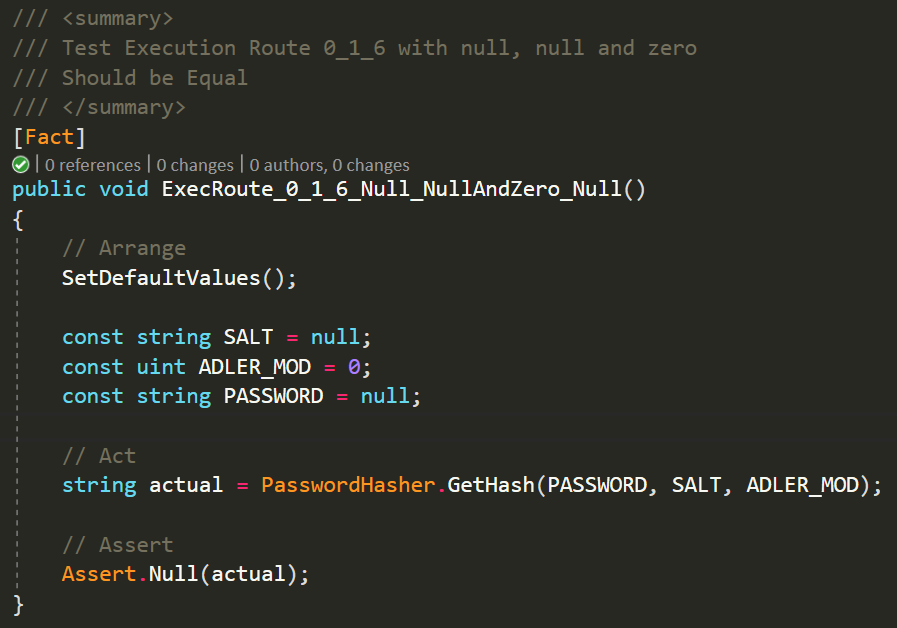 /// <summary>
/// Test Execution Route 0_1_6 with null, null and zero
/// Should be Equal
/// </summary>
[Fact]
| 0 references | 0 changes | 0 authors, 0 changes
public void ExecRoute_0_1_6_Null_NullAndZero_Null()
{
// Arrange
SetDefaultValues();
const string SALT = null;
const uint ADLER_MOD = 0;
const string PASSWORD = null;
// Act
string actual = PasswordHasher.GetHash(PASSWORD, SALT, ADLER_MOD);
// Assert
Assert.Null(actual);
}